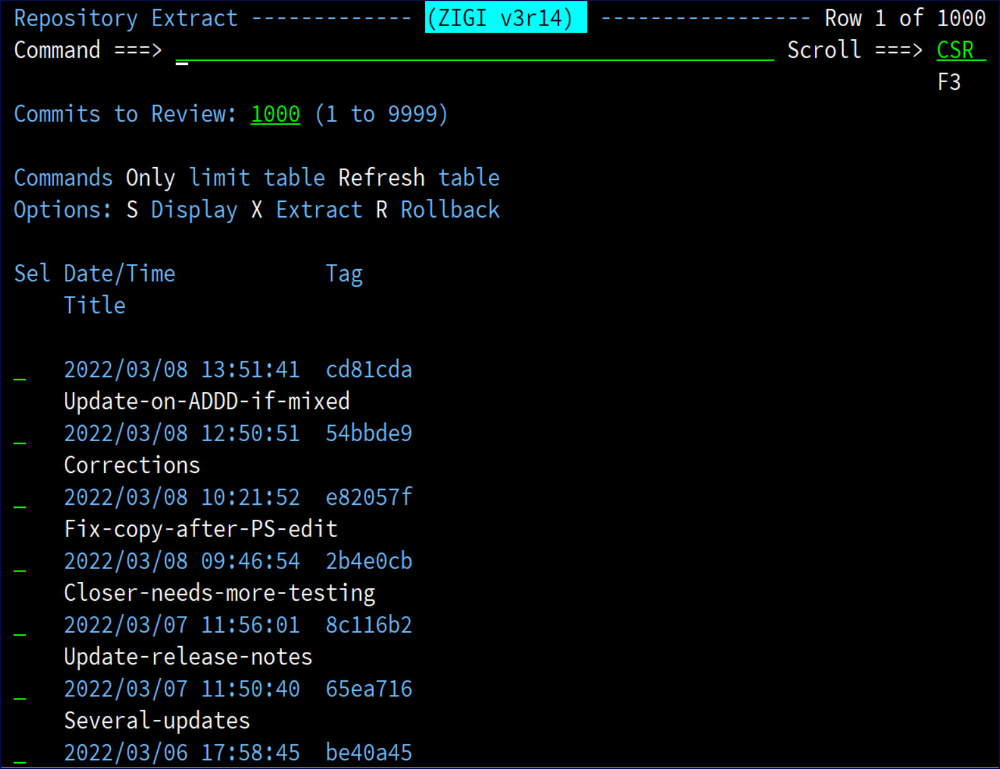 Repository Extract ------------- (ZIGI v3r14) ----------------- Row 1 of 1000
Command ===> Scroll ===> CSR
F3
Commits to Review: 1000 (1 to 9999)
Commands Only limit table Refresh table
Options: S Display X Extract R Rollback
Sel Date/Time Tag
Title
_ 2022/03/08 13:51:41 cd81cda
Update-on-ADDD-if-mixed
_ 2022/03/08 12:50:51 54bbde9
Corrections
_ 2022/03/08 10:21:52 e82057f
Fix-copy-after-PS-edit
_ 2022/03/08 09:46:54 2b4e0cb
Closer-needs-more-testing
_ 2022/03/07 11:56:01 8c116b2
Update-release-notes
_ 2022/03/07 11:50:40 65ea716
Several-updates
_ 2022/03/06 17:58:45 be40a45